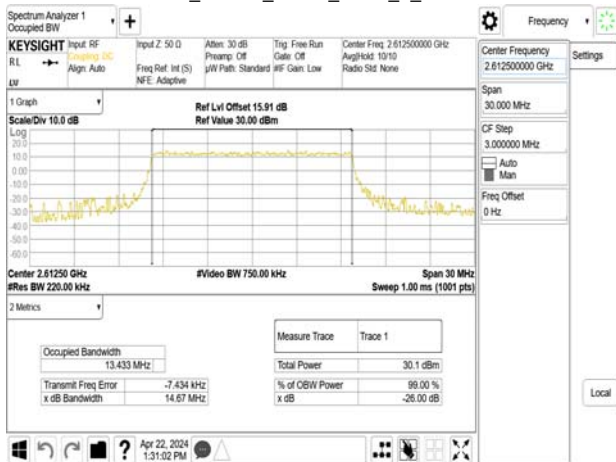 Spectrum Analyzer 1
Occupied BW
Frequency
KEYSIGHT
RL
Input: RF
Coupling: DC
Align: Auto
Input Z: 50 Ω
Freq Ref: Int (S)
NFE: Adaptive
Atten: 30 dB
Preamp: Off
µW Path: Standard
Trig: Free Run
Gate: Off
#IF Gain: Low
Center Freq: 2.612500000 GHz
Avg|Hold: 10/10
Radio Std: None
Center Frequency
2.612500000 GHz
Settings
Span
30.000 MHz
CF Step
3.000000 MHz
Auto
Man
Freq Offset
0 Hz
Local
1 Graph
Scale/Div 10.0 dB
Ref Lvl Offset 15.91 dB
Ref Value 30.00 dBm
Log
20.0
10.0
0.00
-10.0
-20.0
-30.0
-40.0
-50.0
-60.0
Center 2.61250 GHz
#Res BW 220.00 kHz
#Video BW 750.00 kHz
Span 30 MHz
Sweep 1.00 ms (1001 pts)
2 Metrics
Measure Trace
Trace 1
Occupied Bandwidth
13.433 MHz
Total Power
30.1 dBm
Transmit Freq Error
-7.434 kHz
% of OBW Power
99.00 %
x dB Bandwidth
14.67 MHz
x dB
-26.00 dB
Apr 22, 2024
1:31:02 PM